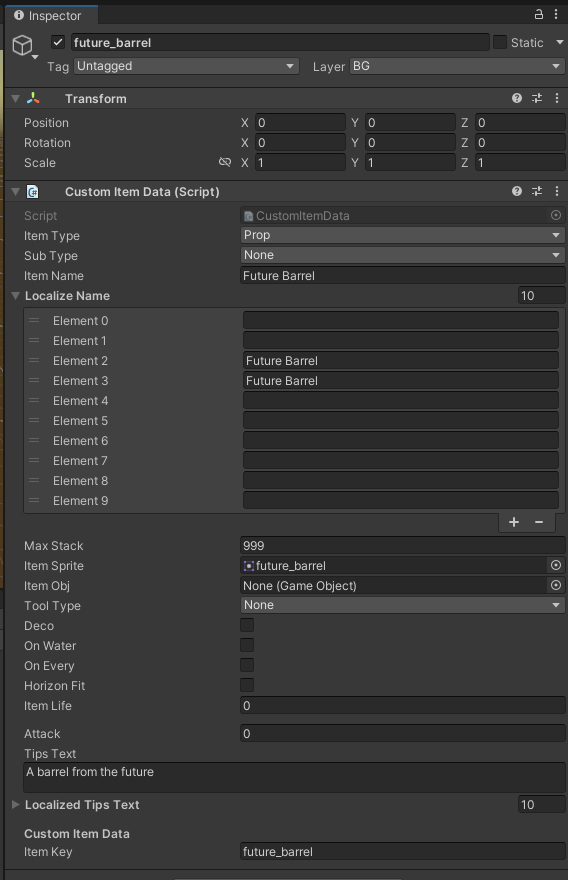 Inspector
future_barrel Static
Tag Untagged Layer BG
Transform
Position X 0 Y 0 Z 0
Rotation X 0 Y 0 Z 0
Scale X 1 Y 1 Z 1
Custom Item Data (Script)
Script CustomItemData
Item Type Prop
Sub Type None
Item Name Future Barrel
Localize Name 10
Element 0
Element 1
Element 2 Future Barrel
Element 3 Future Barrel
Element 4
Element 5
Element 6
Element 7
Element 8
Element 9
+ −
Max Stack 999
Item Sprite future_barrel
Item Obj None (Game Object)
Tool Type None
Deco
On Water
On Every
Horizon Fit
Item Life 0
Attack 0
Tips Text
A barrel from the future
Localized Tips Text 10
Custom Item Data
Item Key future_barrel